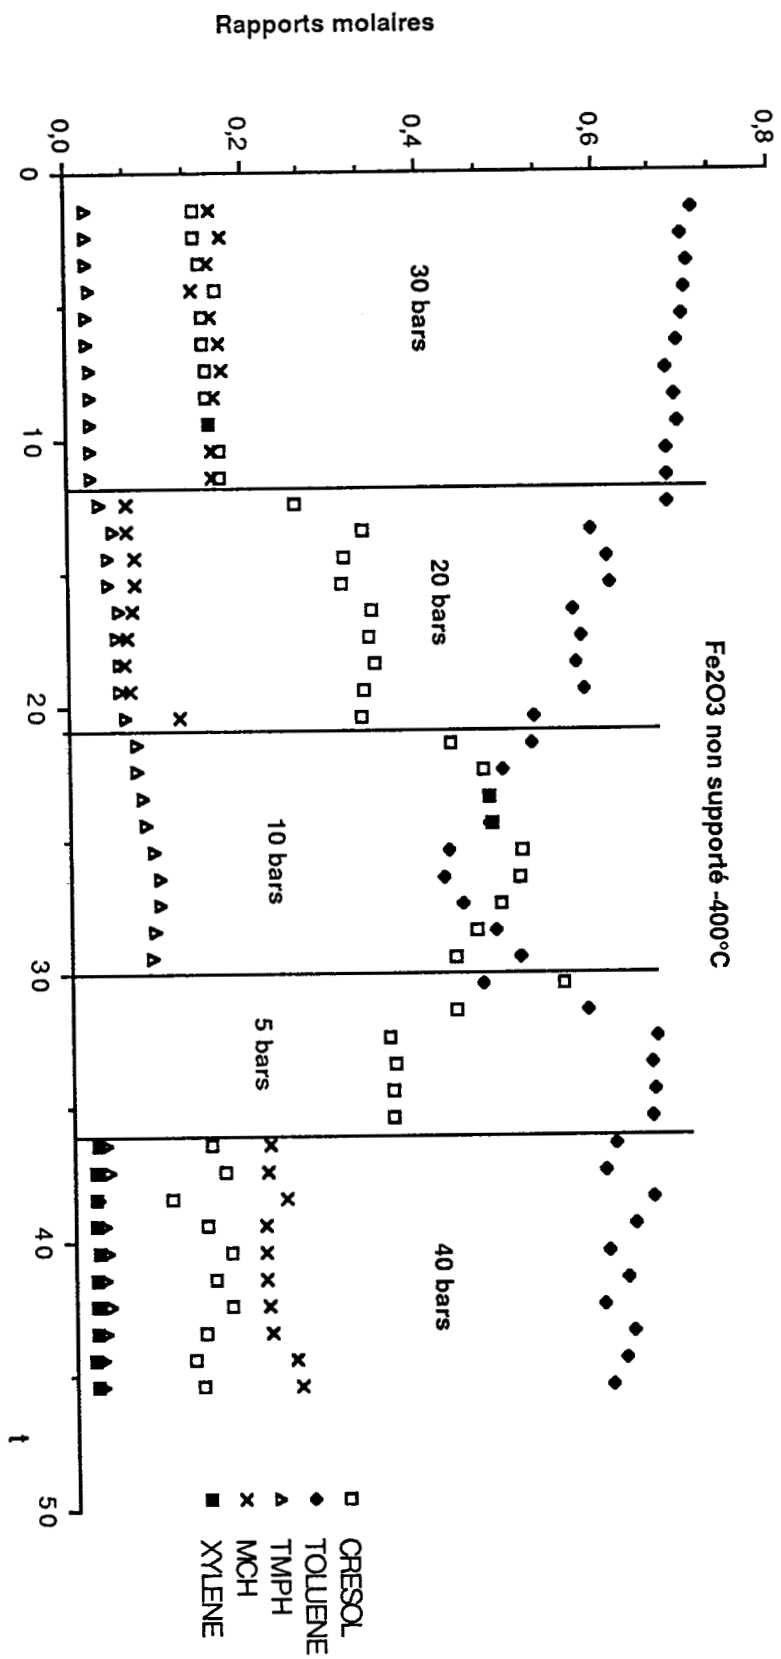 Fe2O3 non supporté -400°C
Rapports molaires
0,8
0,6
0,4
0,2
0,0
0
10
20
30
40
50
t
30 bars
20 bars
10 bars
5 bars
40 bars
CRESOL
TOLUENE
TMPH
MCH
XYLENE